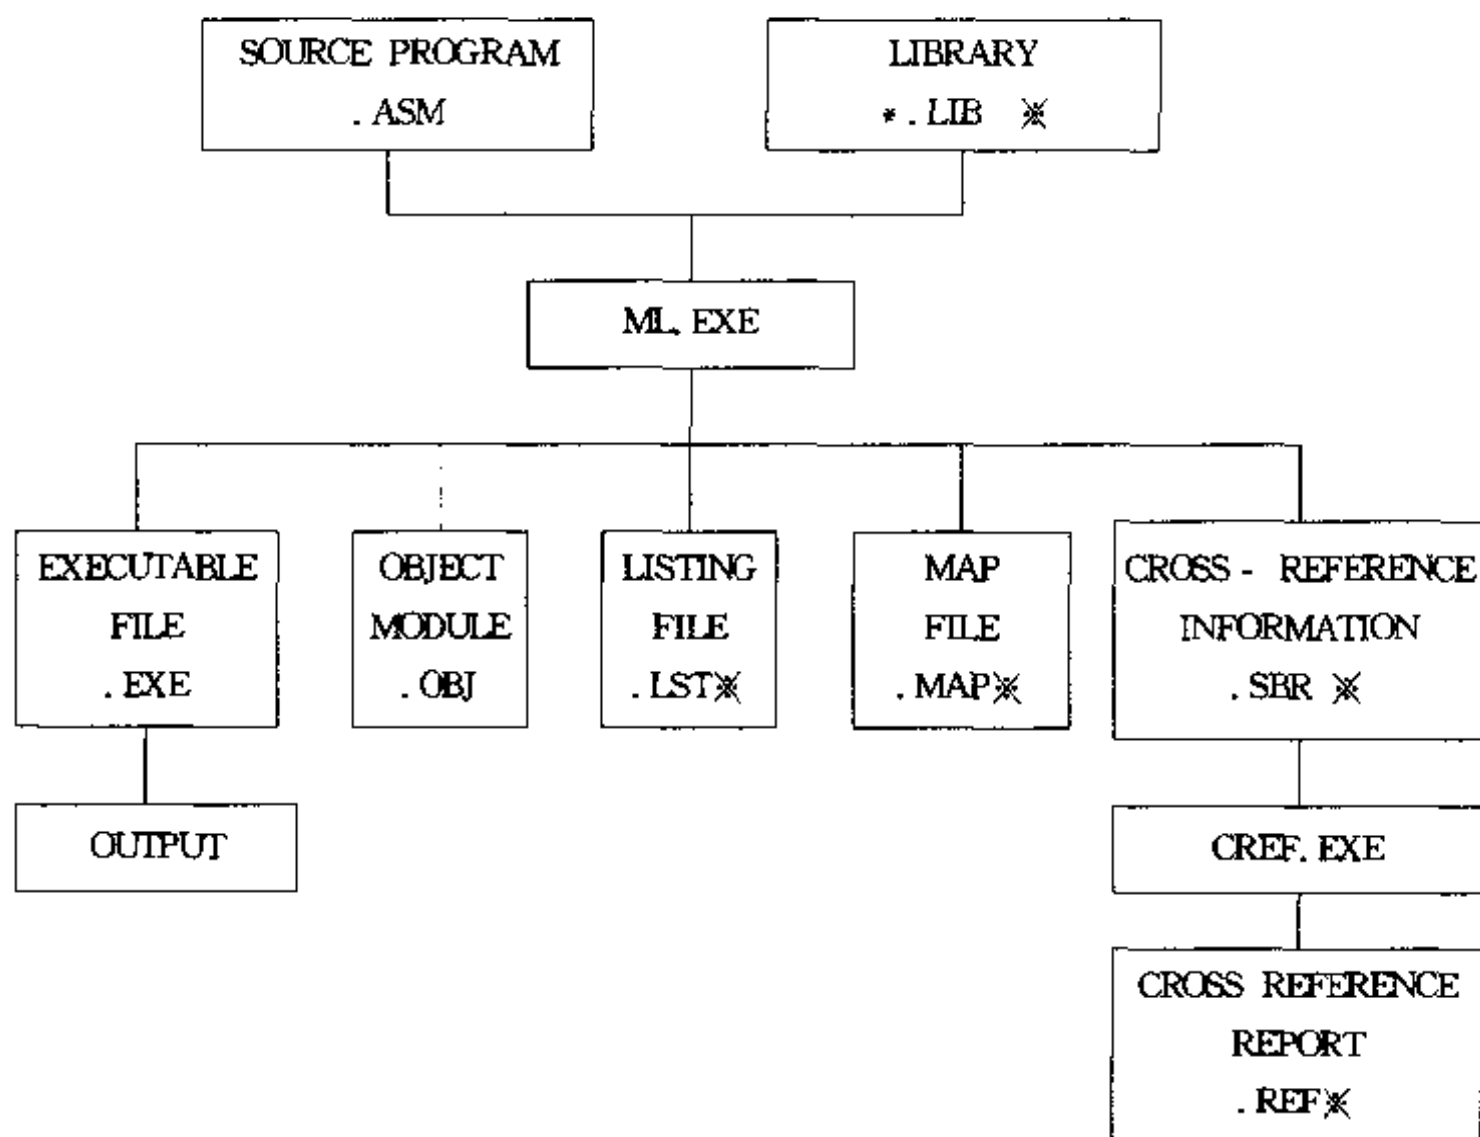 SOURCE PROGRAM
. ASM
LIBRARY
* . LIB ※
ML. EXE
EXECUTABLE
FILE
. EXE
OBJECT
MODULE
. OBJ
LISTING
FILE
. LST※
MAP
FILE
. MAP※
CROSS - REFERENCE
INFORMATION
. SBR ※
OUTPUT
CREF. EXE
CROSS REFERENCE
REPORT
. REF※